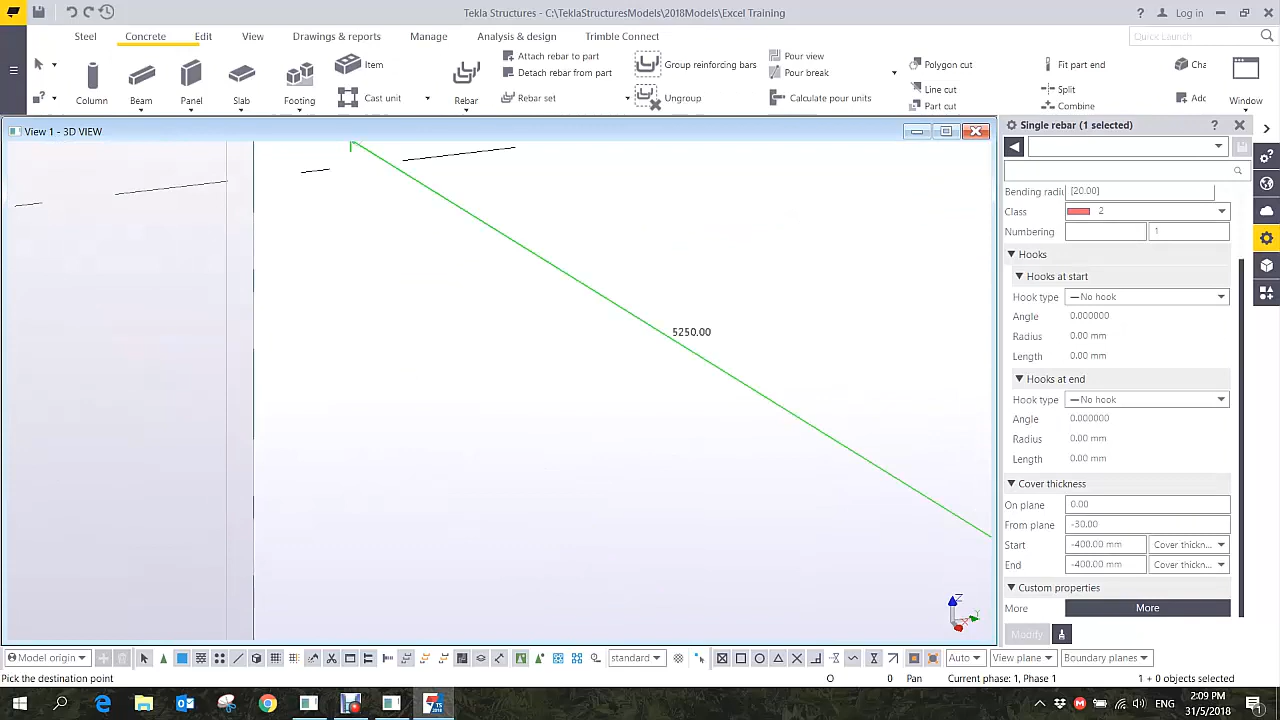 Tekla Structures - C:\TeklaStructuresModels\2018Models\Excel Training
Log in
Steel Concrete Edit View Drawings & reports Manage Analysis & design Trimble Connect
Quick Launch
Column Beam Panel Slab Footing
Item
Cast unit
Rebar
Attach rebar to part
Detach rebar from part
Rebar set
Group reinforcing bars
Ungroup
Pour view
Pour break
Calculate pour units
Polygon cut
Line cut
Part cut
Fit part end
Split
Combine
Cha
Add
Window
View 1 - 3D VIEW
5250.00
Z
Single rebar (1 selected)
Bending radi [20.00]
Class 2
Numbering 1
Hooks
Hooks at start
Hook type No hook
Angle 0.000000
Radius 0.00 mm
Length 0.00 mm
Hooks at end
Hook type No hook
Angle 0.000000
Radius 0.00 mm
Length 0.00 mm
Cover thickness
On plane 0.00
From plane -30.00
Start -400.00 mm Cover thickn...
End -400.00 mm Cover thickn...
Custom properties
More More
Modify
Model origin standard Auto View plane Boundary planes
Pick the destination point O 0 Pan Current phase: 1, Phase 1 1 + 0 objects selected
ENG 2:09 PM
31/5/2018